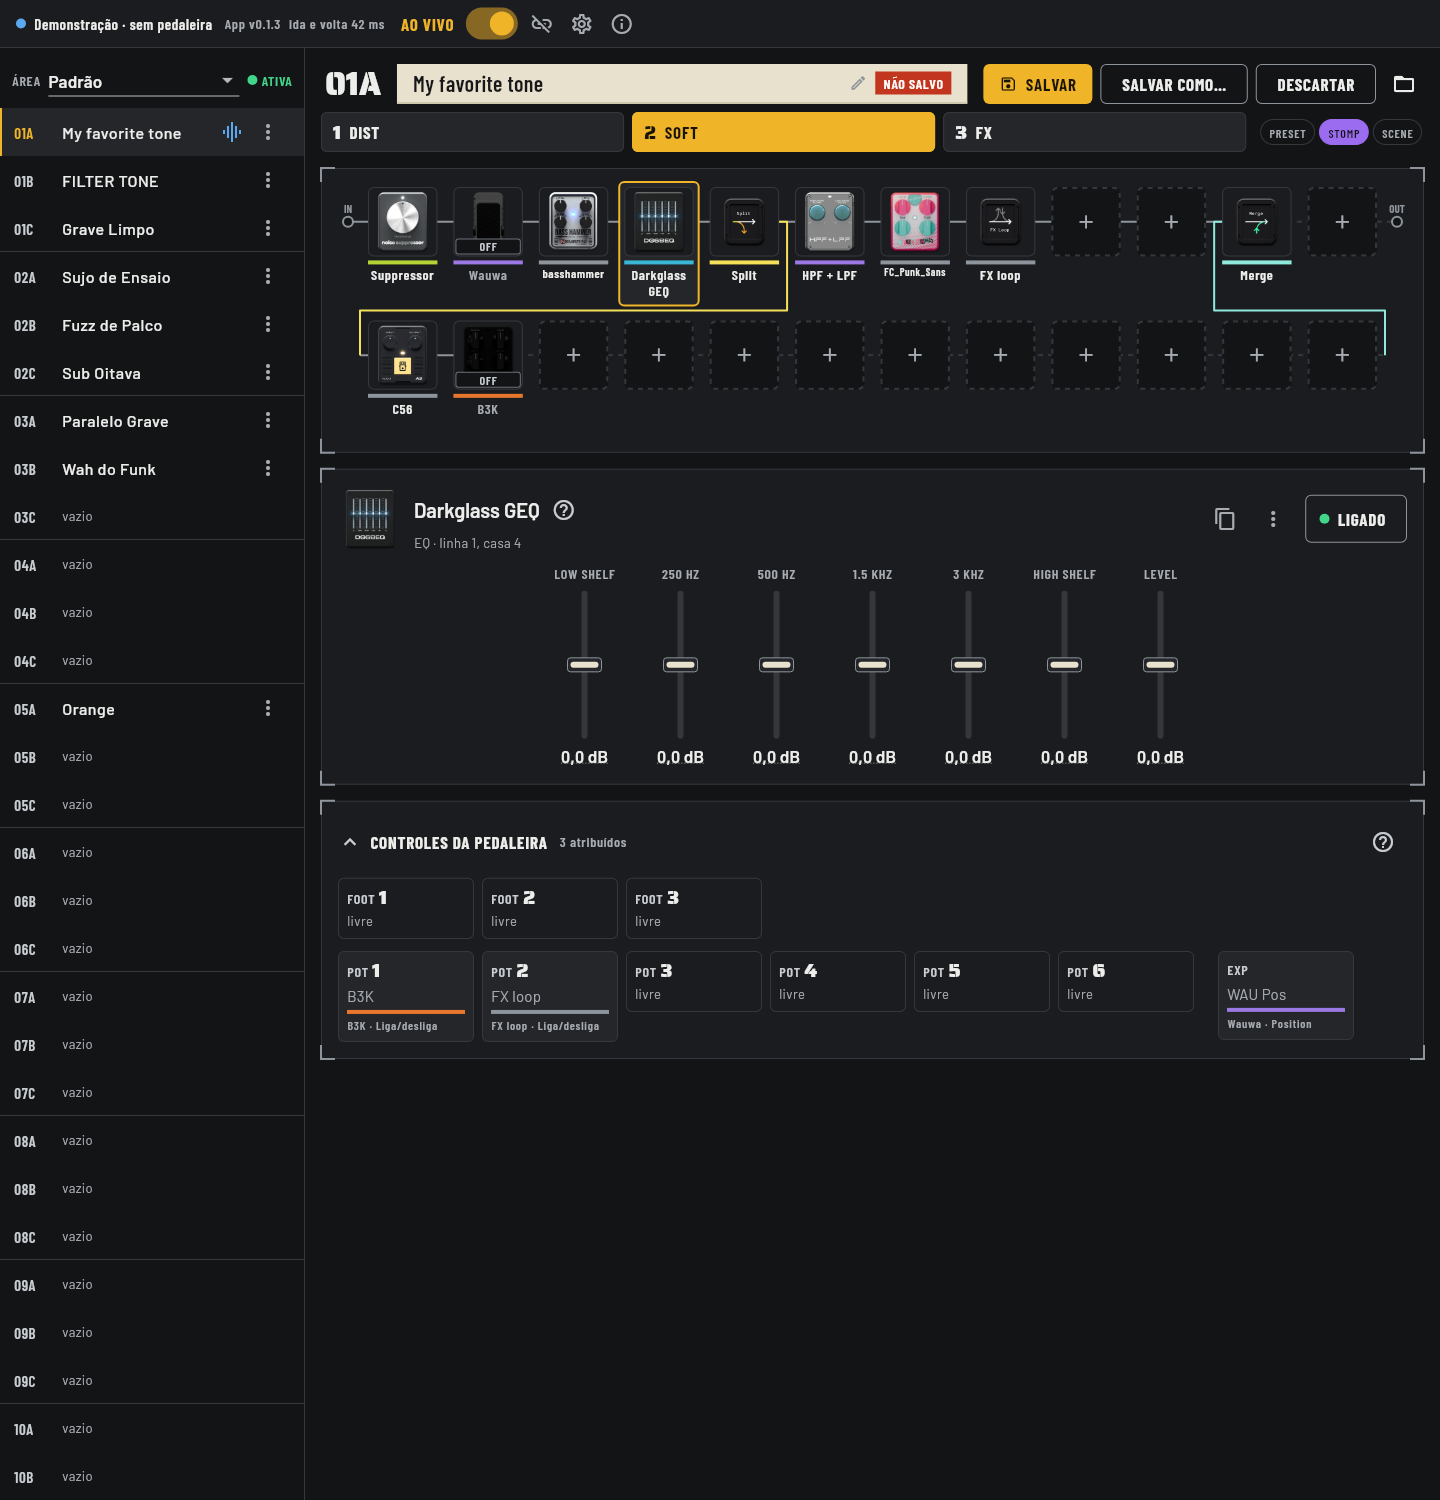 Demonstração · sem pedaleira App v0.1.3 Ida e volta 42 ms AO VIVO
ÁREA Padrão ATIVA
01A My favorite tone
01B FILTER TONE
01C Grave Limpo
02A Sujo de Ensaio
02B Fuzz de Palco
02C Sub Oitava
03A Paralelo Grave
03B Wah do Funk
03C vazio
04A vazio
04B vazio
04C vazio
05A Orange
05B vazio
05C vazio
06A vazio
06B vazio
06C vazio
07A vazio
07B vazio
07C vazio
08A vazio
08B vazio
08C vazio
09A vazio
09B vazio
09C vazio
10A vazio
10B vazio
01A My favorite tone NÃO SALVO SALVAR SALVAR COMO... DESCARTAR
1 DIST 2 SOFT 3 FX PRESET STOMP SCENE
IN OUT
noise suppressor OFF BASS HAMMER DGGEQ Split HPF+LPF FX Loop Merge
Suppressor Wauwa basshammer Darkglass GEQ Split HPF + LPF FC_Punk_Sans FX loop Merge
OFF
C56 B3K
Darkglass GEQ
EQ · linha 1, casa 4
LIGADO
LOW SHELF 250 HZ 500 HZ 1.5 KHZ 3 KHZ HIGH SHELF LEVEL
0,0 dB 0,0 dB 0,0 dB 0,0 dB 0,0 dB 0,0 dB 0,0 dB
CONTROLES DA PEDALEIRA 3 atribuídos
FOOT 1 FOOT 2 FOOT 3
livre livre livre
POT 1 POT 2 POT 3 POT 4 POT 5 POT 6 EXP
B3K FX loop livre livre livre livre WAU Pos
B3K · Liga/desliga FX loop · Liga/desliga Wauwa · Position